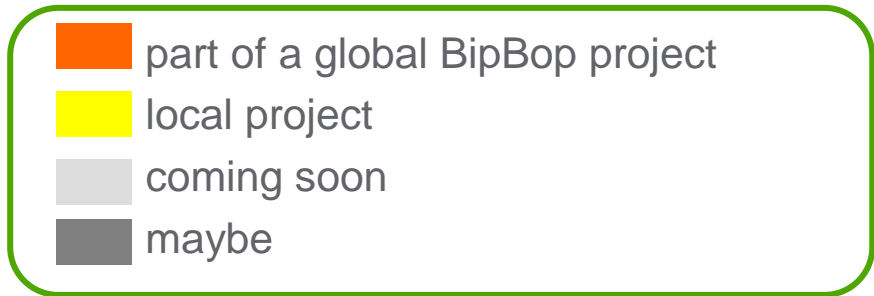 part of a global BipBop project
local project
coming soon
maybe